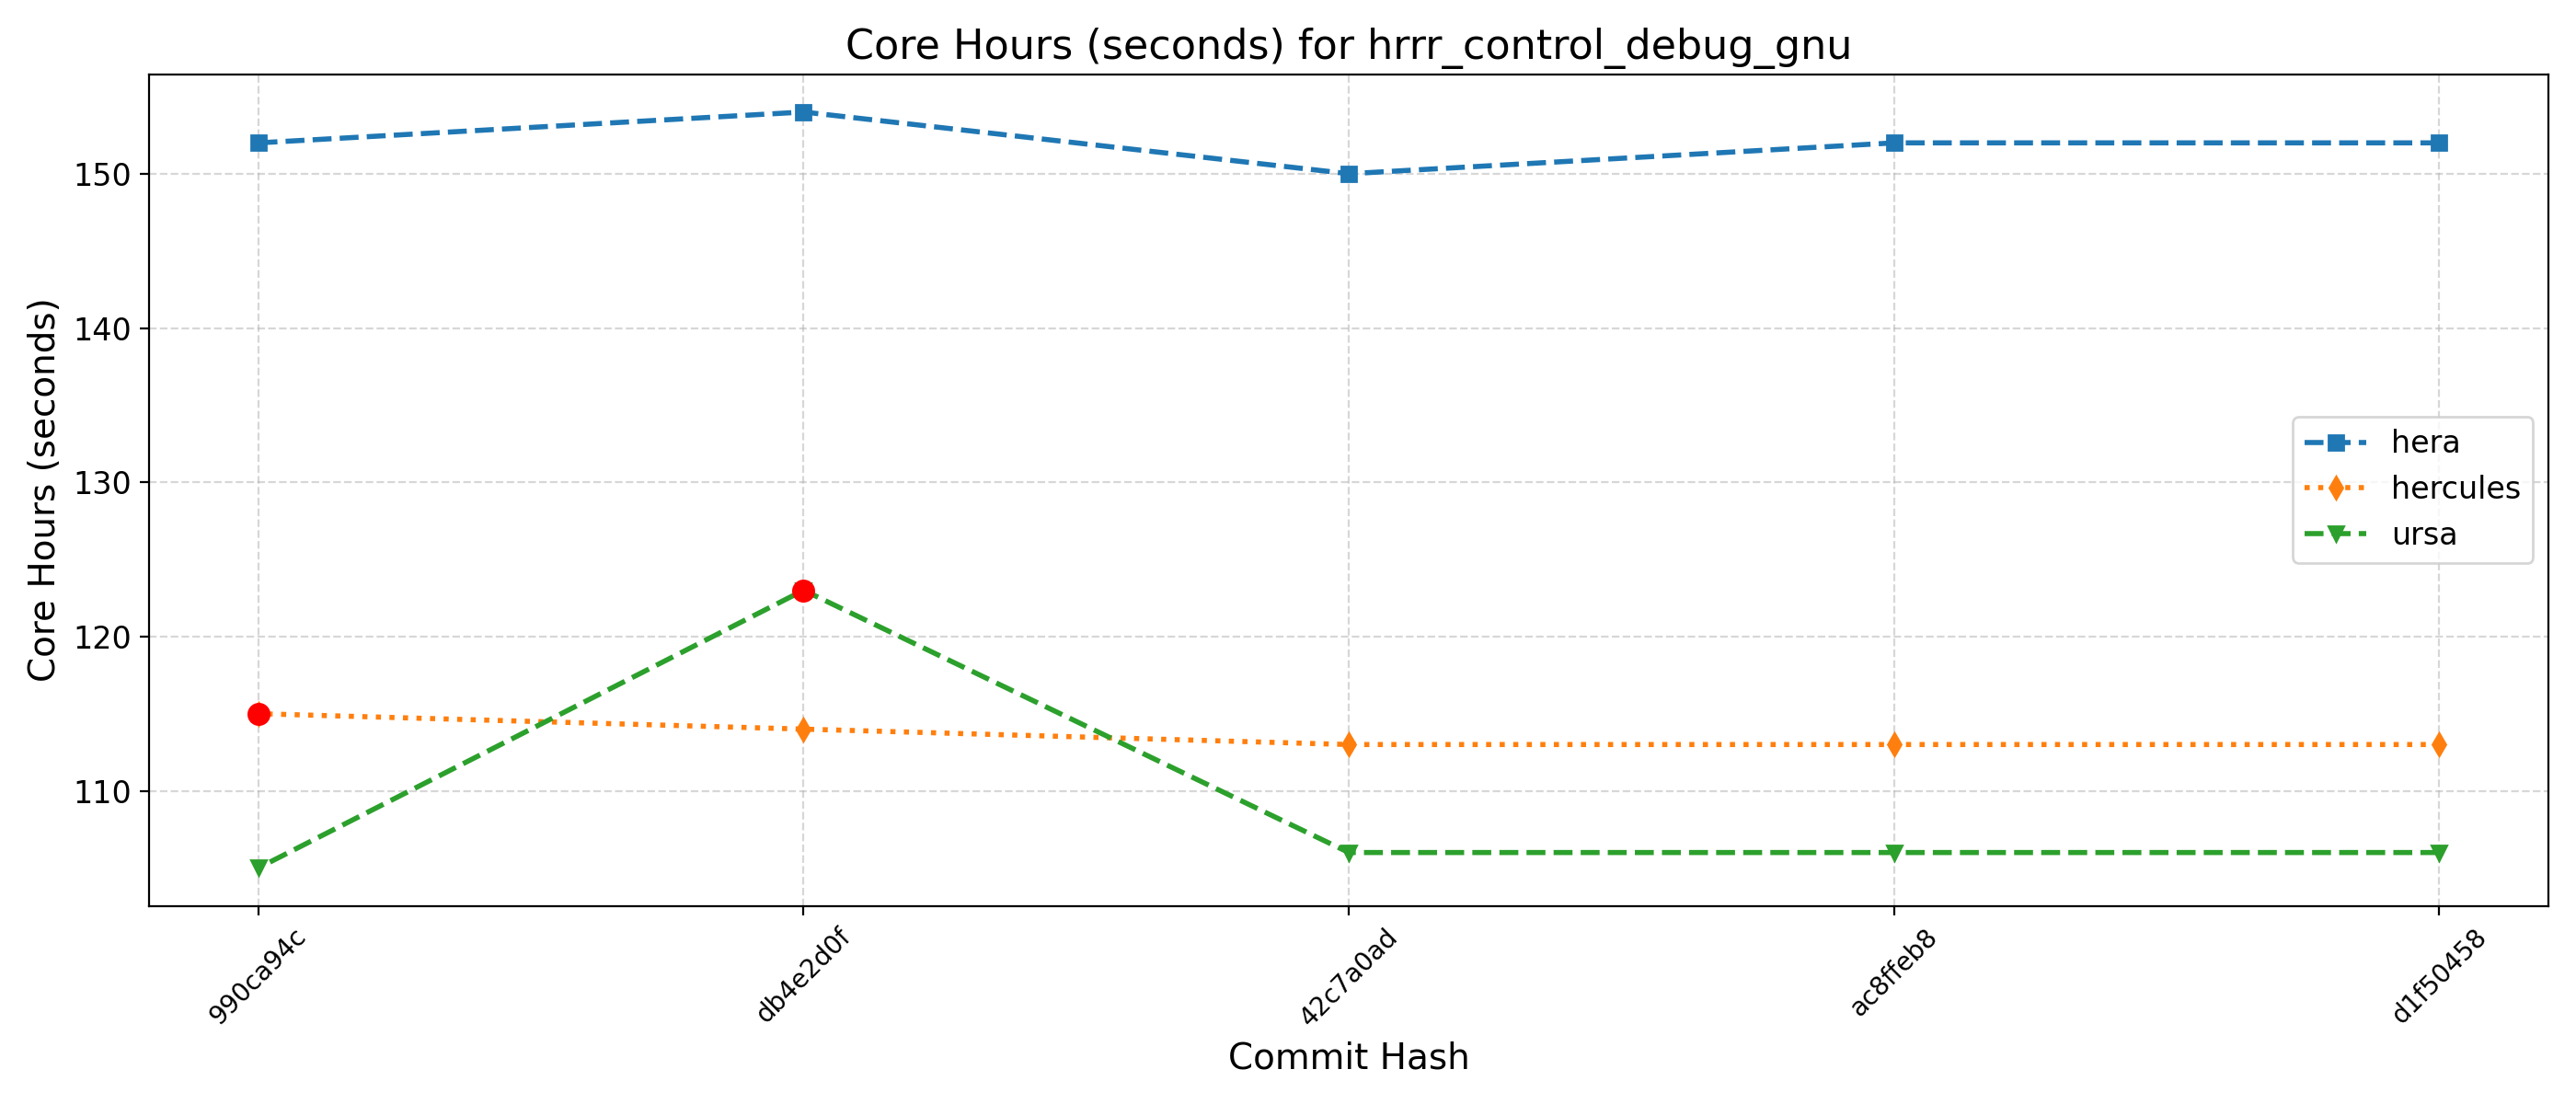 Core Hours (seconds) for hrrr_control_debug_gnu
Core Hours (seconds)
150
140
130
120
110
hera
hercules
ursa
990ca94c
db4e2d0f
42c7a0ad
ac8ffeb8
d1f50458
Commit Hash